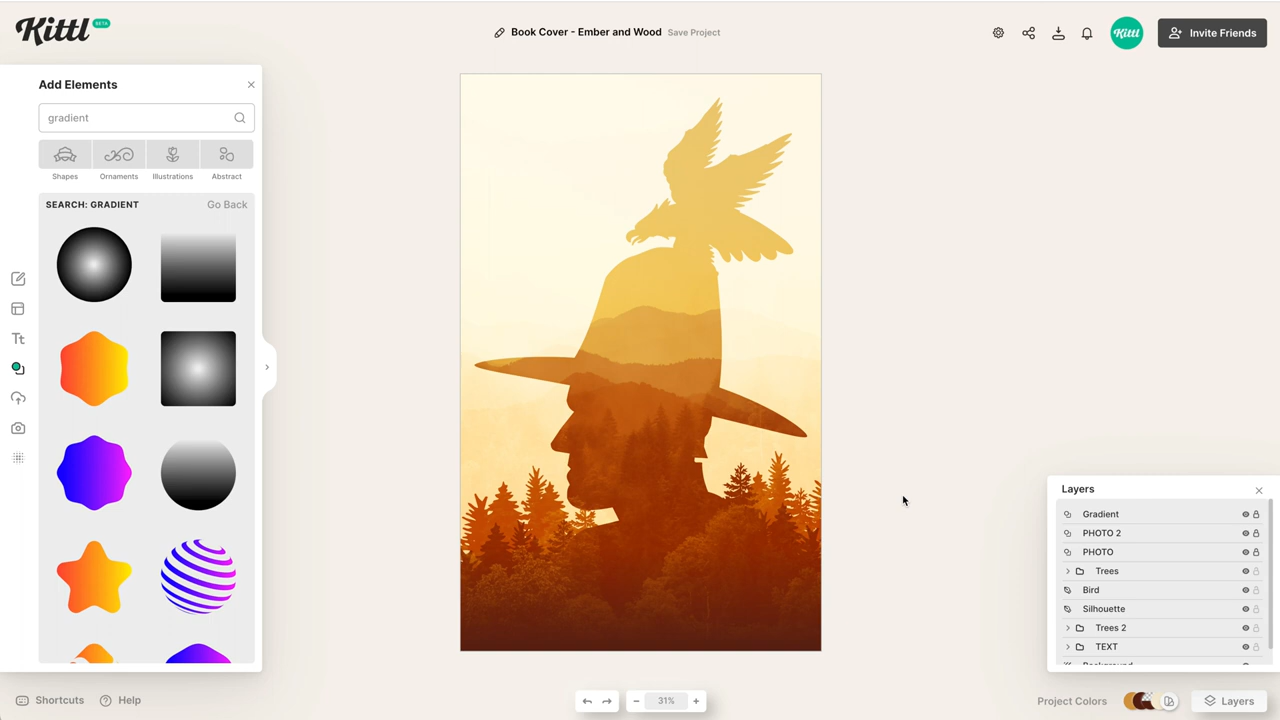 Kittl BETA
Book Cover - Ember and Wood Save Project
Kittl
Invite Friends
Add Elements
gradient
Shapes Ornaments Illustrations Abstract
SEARCH: GRADIENT Go Back
Layers
Gradient
PHOTO 2
PHOTO
Trees
Bird
Silhouette
Trees 2
TEXT
Background
Shortcuts Help
31%
Project Colors
Layers